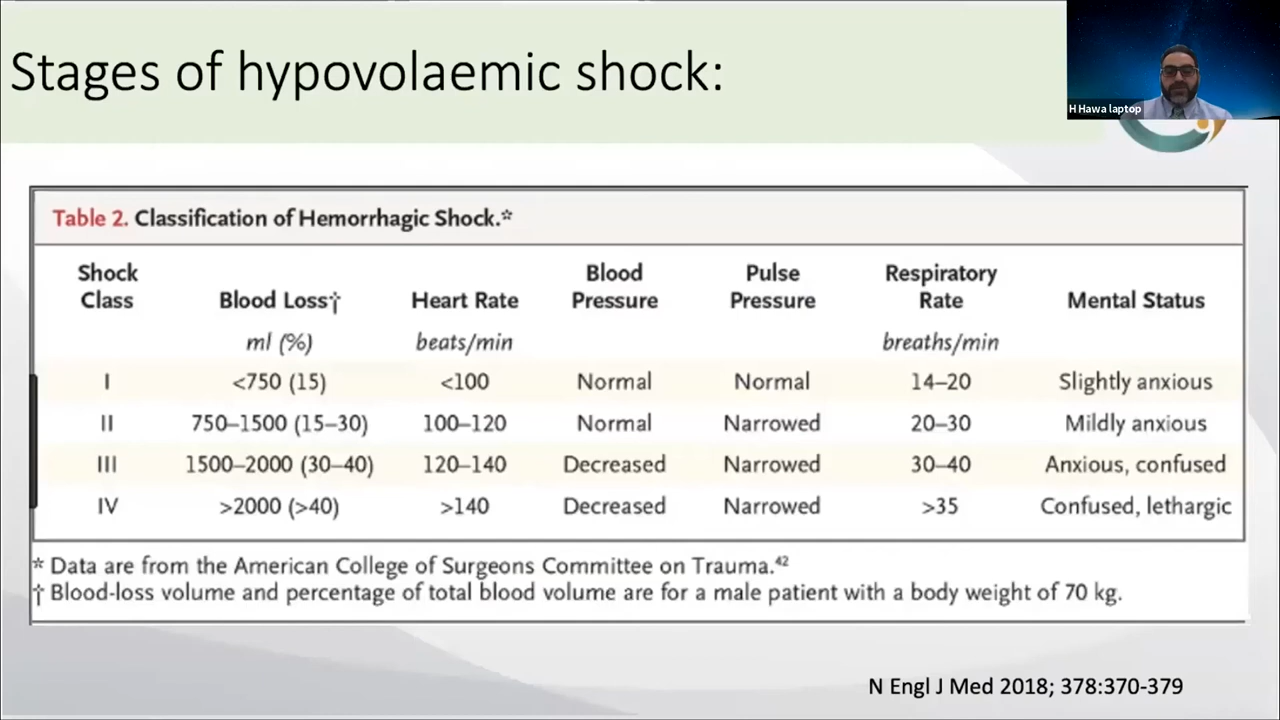 Stages of hypovolaemic shock:
H Hawa laptop
Table 2. Classification of Hemorrhagic Shock.*
Shock Class Blood Loss† Heart Rate Blood Pressure Pulse Pressure Respiratory Rate Mental Status
ml (%) beats/min breaths/min
I <750 (15) <100 Normal Normal 14–20 Slightly anxious
II 750–1500 (15–30) 100–120 Normal Narrowed 20–30 Mildly anxious
III 1500–2000 (30–40) 120–140 Decreased Narrowed 30–40 Anxious, confused
IV >2000 (>40) >140 Decreased Narrowed >35 Confused, lethargic
* Data are from the American College of Surgeons Committee on Trauma.42
† Blood-loss volume and percentage of total blood volume are for a male patient with a body weight of 70 kg.
N Engl J Med 2018; 378:370-379